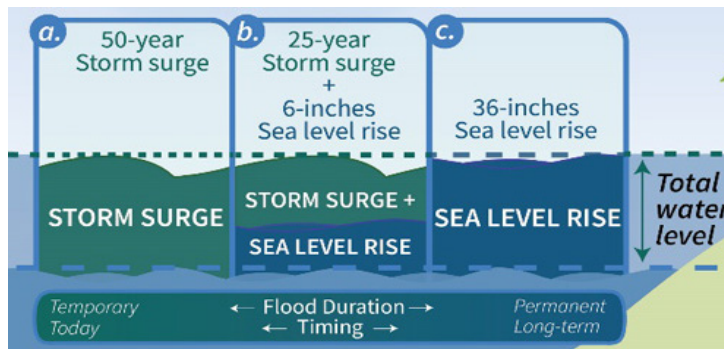 a.
50-year
Storm surge
b.
25-year
Storm surge
+
6-inches
Sea level rise
c.
36-inches
Sea level rise
STORM SURGE
STORM SURGE +
SEA LEVEL RISE
SEA LEVEL RISE
Total
water
level
Temporary
Today
Flood Duration
Timing
Permanent
Long-term